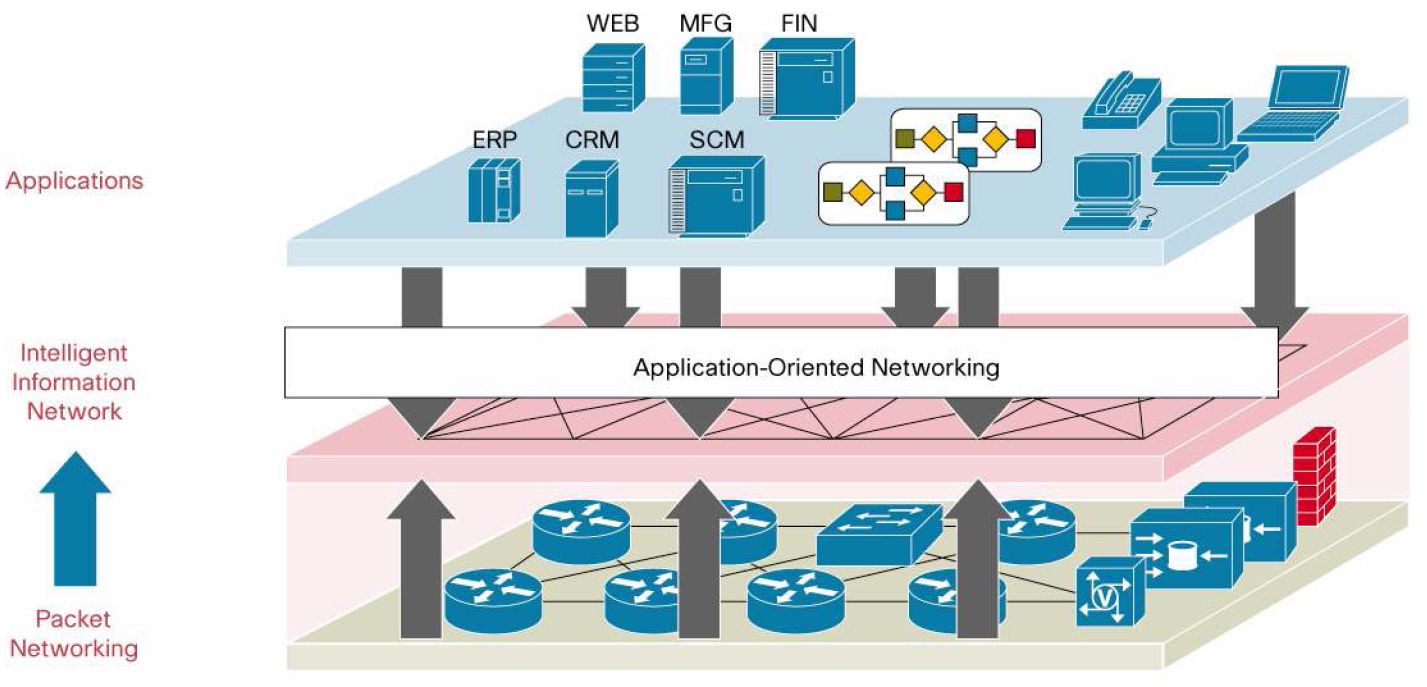 WEB MFG FIN
ERP CRM SCM
Applications
Intelligent
Information
Network
Application-Oriented Networking
V
Packet
Networking